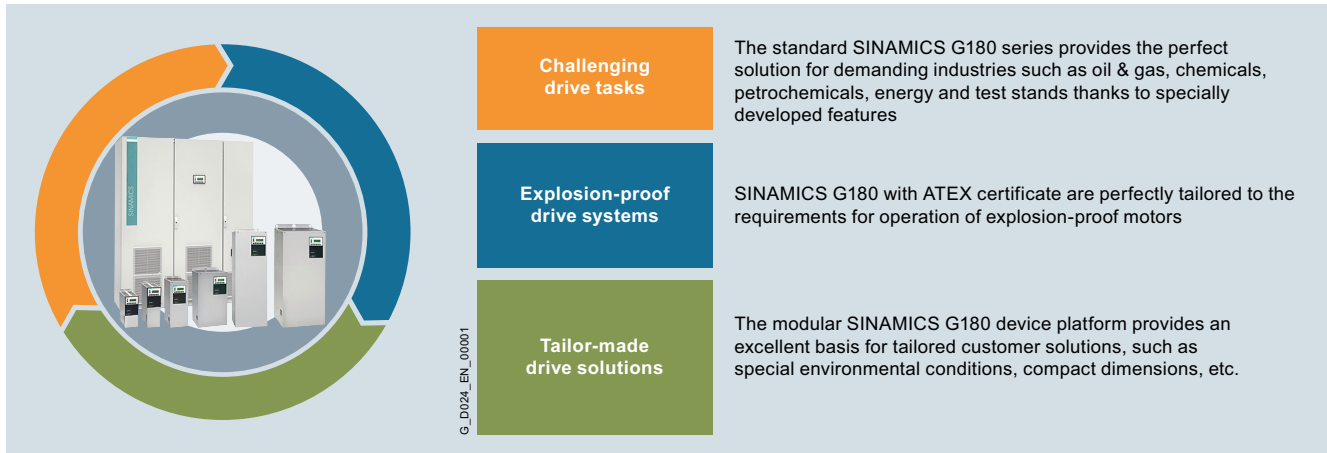 SINAMICS
Challenging
drive tasks
The standard SINAMICS G180 series provides the perfect
solution for demanding industries such as oil & gas, chemicals,
petrochemicals, energy and test stands thanks to specially
developed features
Explosion-proof
drive systems
SINAMICS G180 with ATEX certificate are perfectly tailored to the
requirements for operation of explosion-proof motors
Tailor-made
drive solutions
The modular SINAMICS G180 device platform provides an
excellent basis for tailored customer solutions, such as
special environmental conditions, compact dimensions, etc.
G_D024_EN_00001